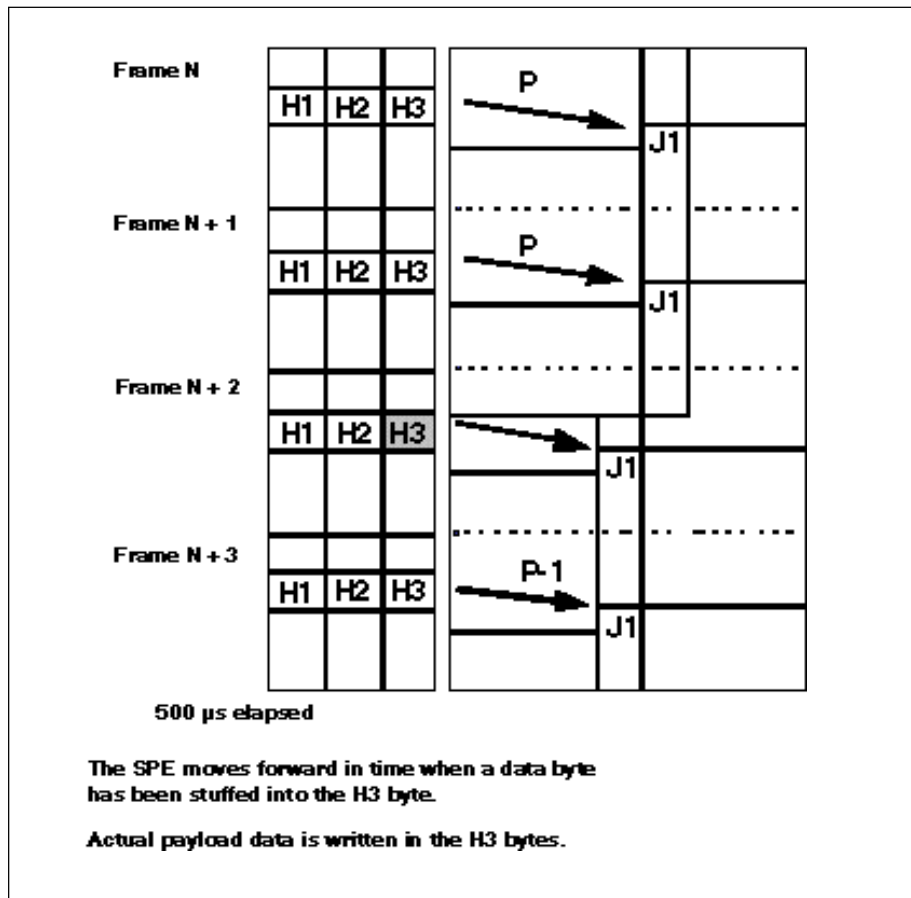 Frame N
P
H1 H2 H3
J1
Frame N + 1
P
H1 H2 H3
J1
Frame N + 2
H1 H2 H3
J1
Frame N + 3
P-1
H1 H2 H3
J1
500 µs elapsed
The SPE moves forward in time when a data byte
has been stuffed into the H3 byte.
Actual payload data is written in the H3 bytes.